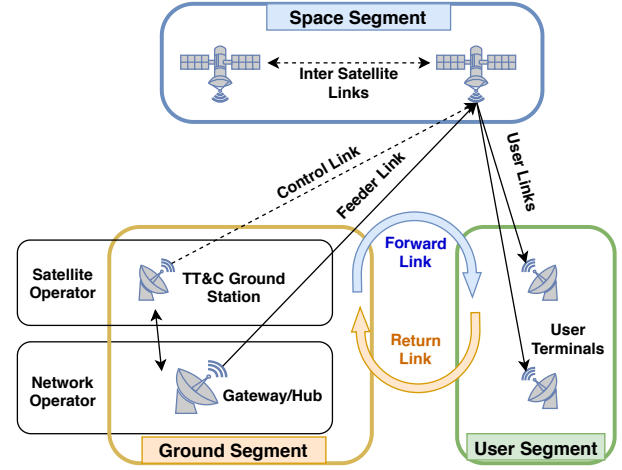 Space Segment
Inter Satellite
Links
Control Link
Feeder Link
User Links
Satellite
Operator
TT&C Ground
Station
Forward
Link
Return
Link
User
Terminals
Network
Operator
Gateway/Hub
Ground Segment
User Segment